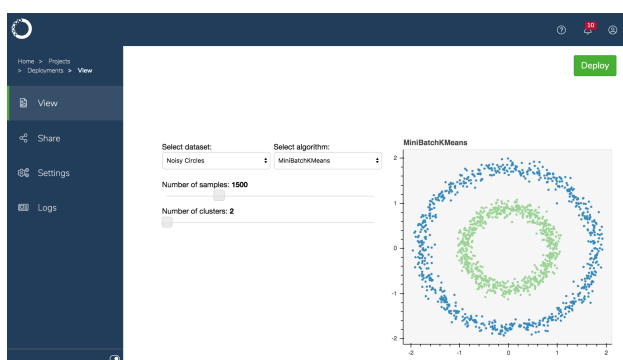 10
Home > Projects
> Deployments > View
Deploy
View
Share
Settings
Logs
Select dataset:
Select algorithm:
Noisy Circles
MiniBatchKMeans
Number of samples: 1500
Number of clusters: 2
MiniBatchKMeans
2
1
0
-1
-2
-2
-1
0
1
2